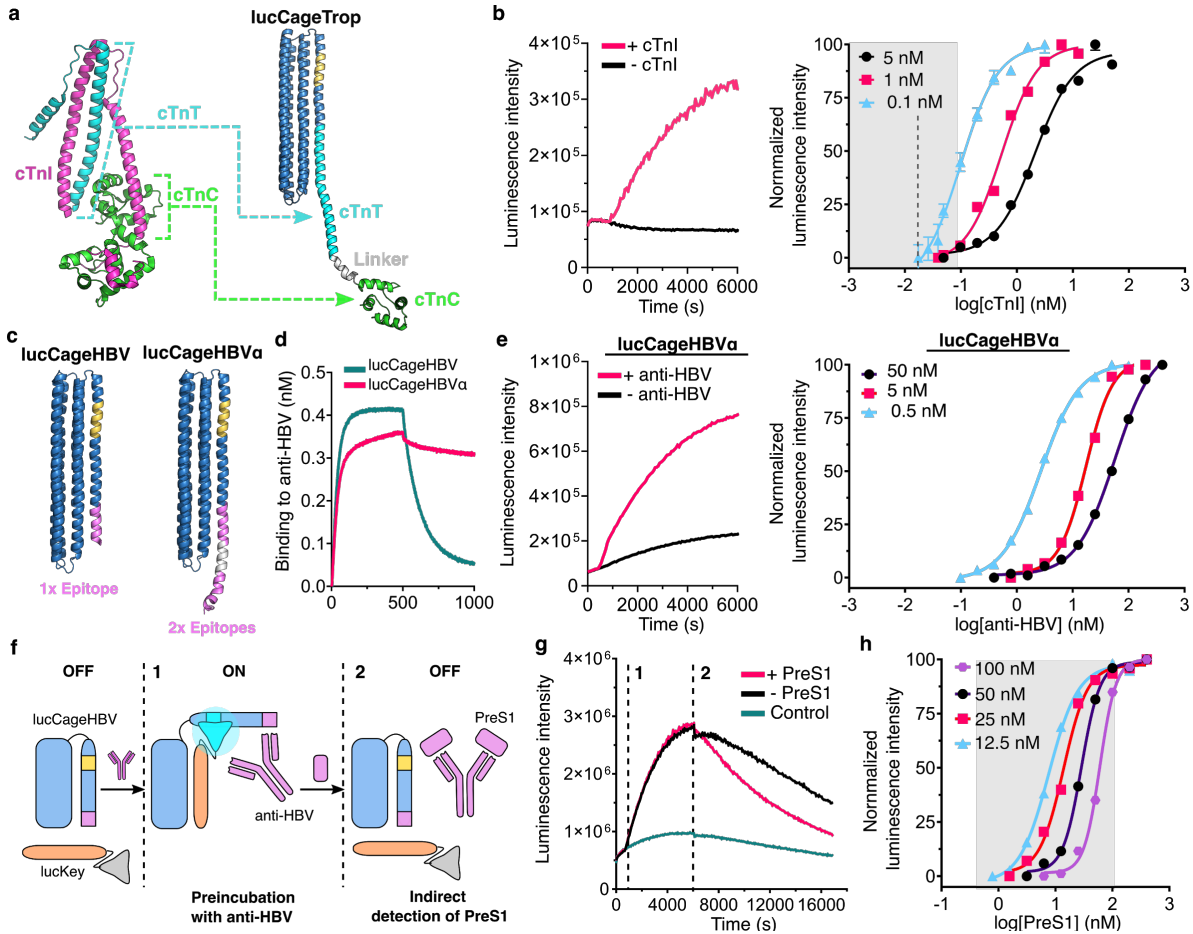 a
lucCageTrop
cTnT
cTnI
cTnC
cTnT
Linker
cTnC
b
+ cTnI
- cTnI
Luminescence intensity
4×10⁵
3×10⁵
2×10⁵
1×10⁵
0
0 2000 4000 6000
Time (s)
5 nM
1 nM
0.1 nM
Normalized
luminescence intensity
100
75
50
25
0
-3 -2 -1 0 1 2 3
log[cTnI] (nM)
c
lucCageHBV
lucCageHBVα
1x Epitope
2x Epitopes
d
lucCageHBV
lucCageHBVα
Binding to anti-HBV (nM)
0.5
0.4
0.3
0.2
0.1
0.0
0 500 1000
Time (s)
e
lucCageHBVα
+ anti-HBV
- anti-HBV
Luminescence intensity
1×10⁶
8×10⁵
6×10⁵
4×10⁵
2×10⁵
0
0 2000 4000 6000
Time (s)
lucCageHBVα
50 nM
5 nM
0.5 nM
Normalized
luminescence intensity
100
75
50
25
0
-3 -2 -1 0 1 2 3
log[anti-HBV] (nM)
f
OFF
1
ON
2
OFF
lucCageHBV
PreS1
anti-HBV
lucKey
Preincubation
with anti-HBV
Indirect
detection of PreS1
g
1
2
+ PreS1
- PreS1
Control
Luminescence intensity
4×10⁶
3×10⁶
2×10⁶
1×10⁶
0
0 4000 8000 12000 16000
Time (s)
h
100 nM
50 nM
25 nM
12.5 nM
Nornmalized
luminescence intensity
100
75
50
25
0
-1 0 1 2 3
log[PreS1] (nM)